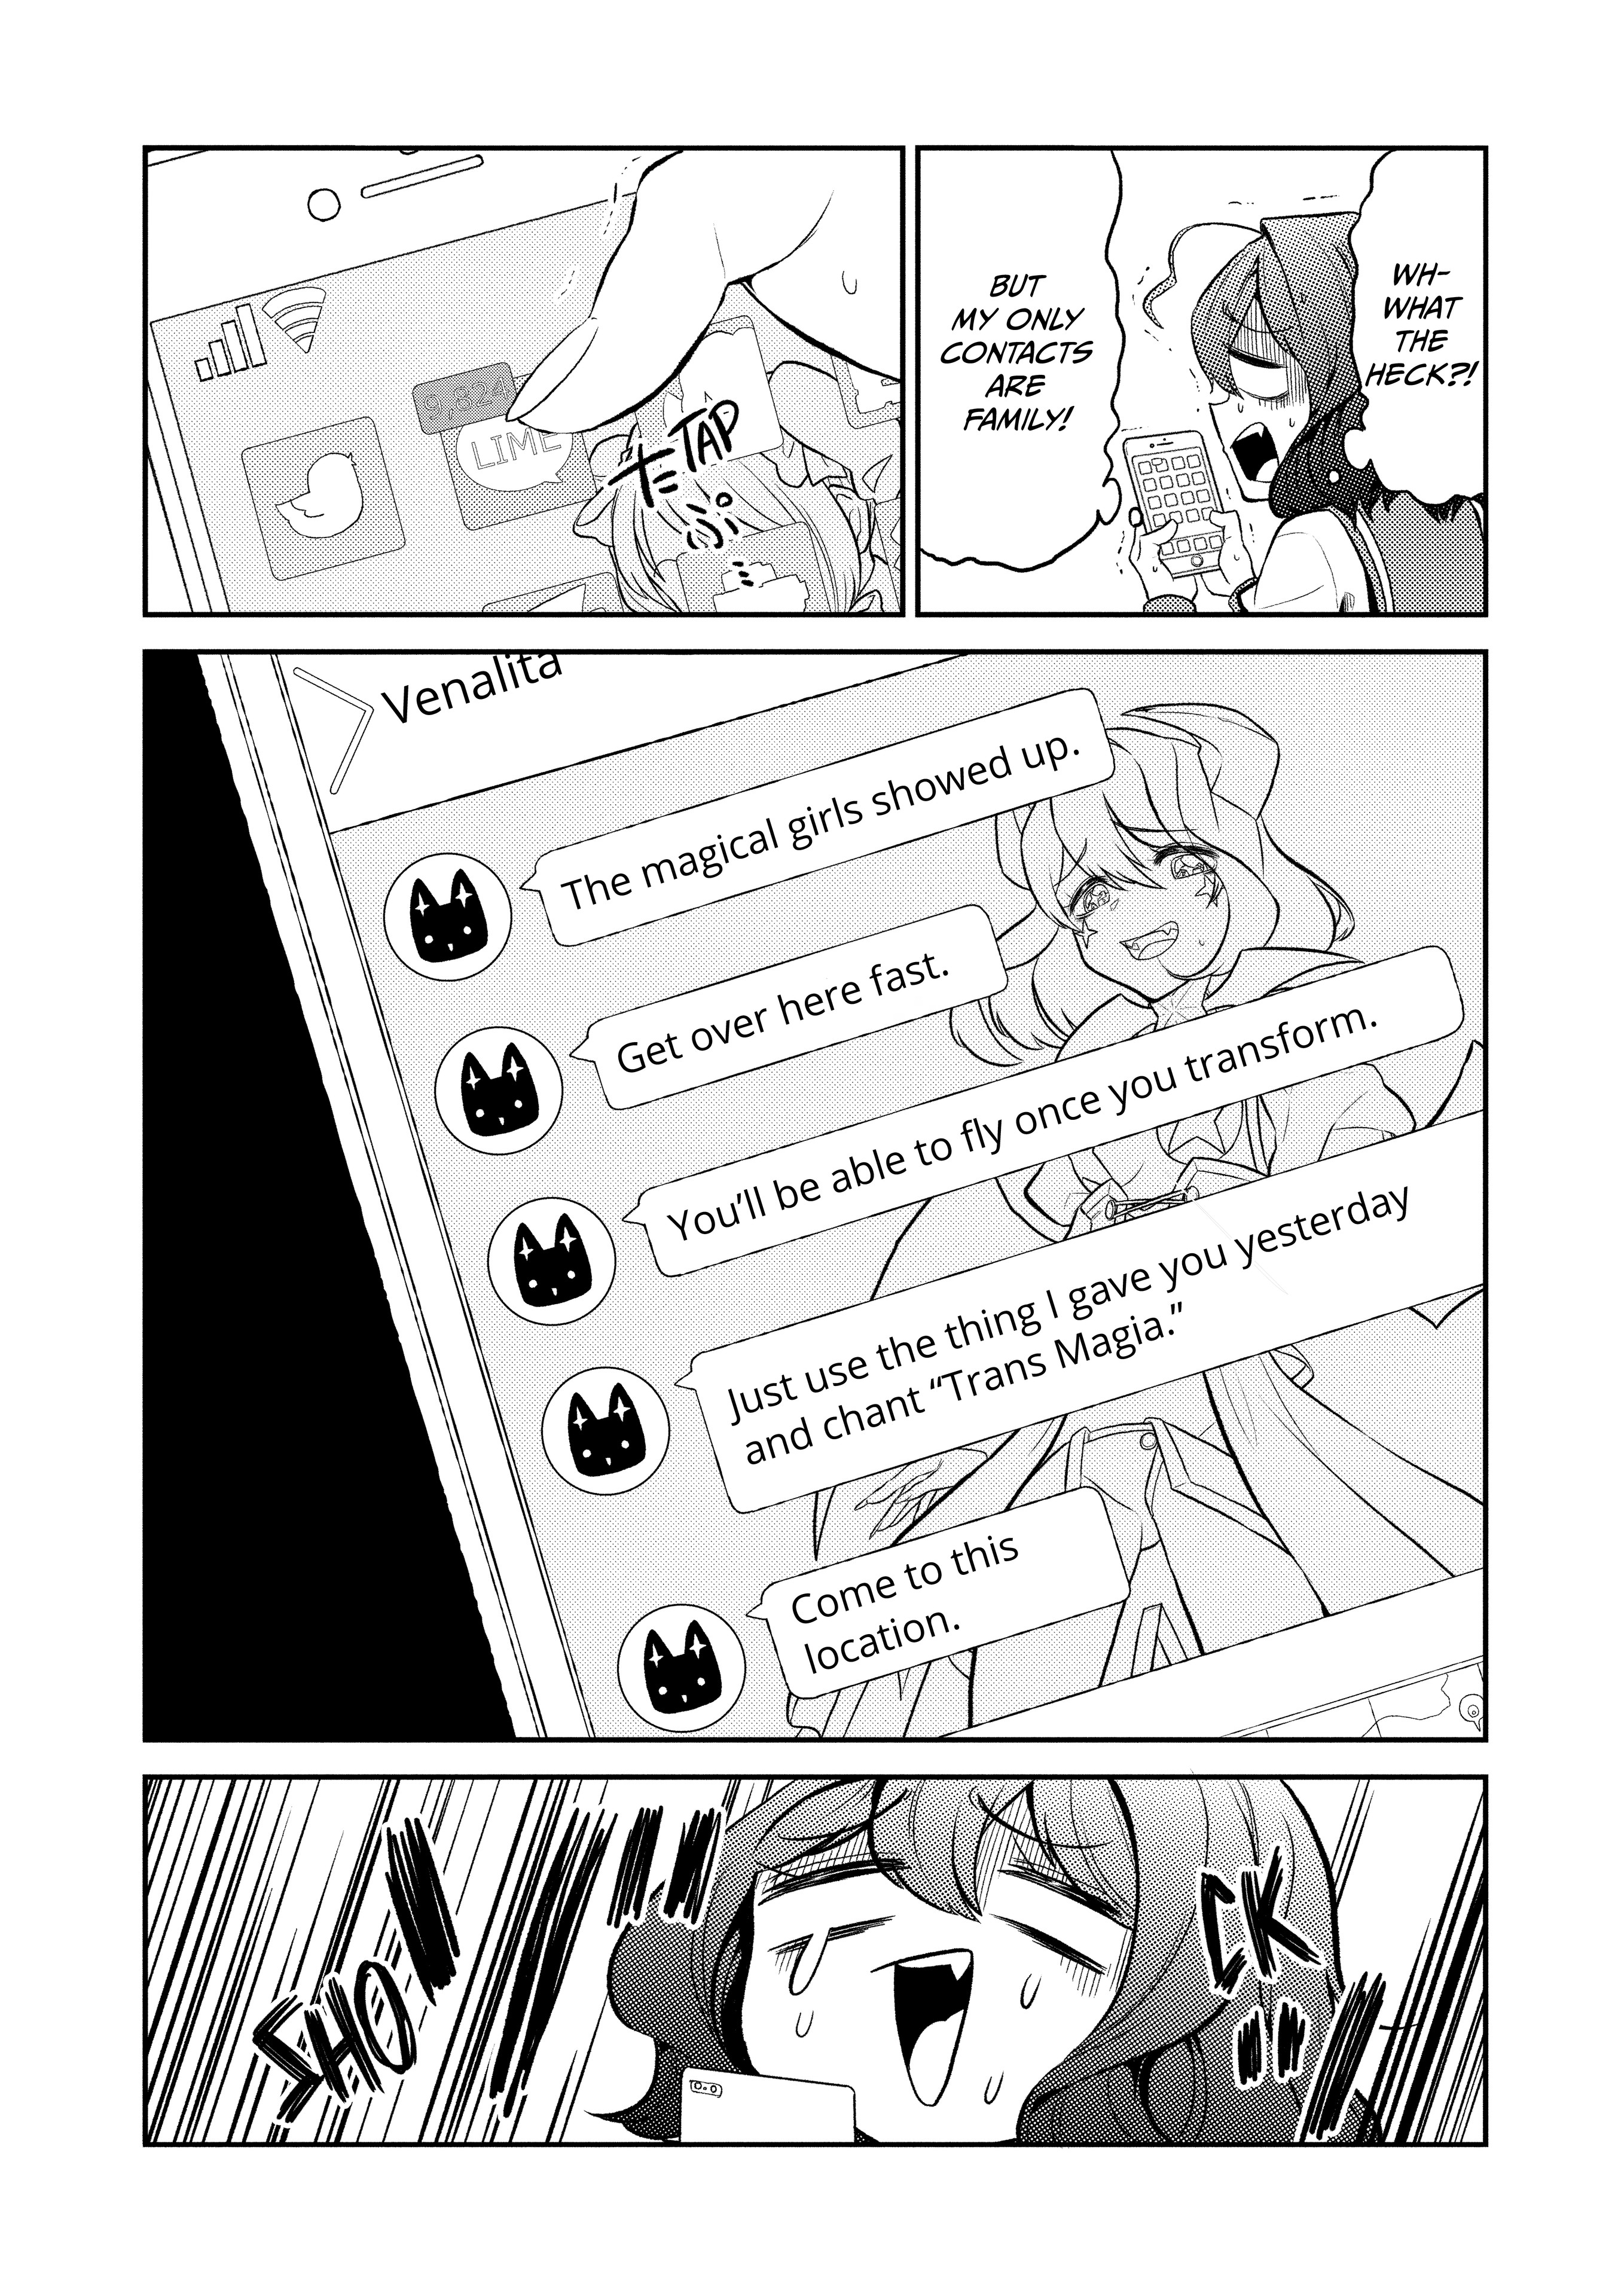 WH-
WHAT
THE
HECK?!
BUT
MY ONLY
CONTACTS
ARE
FAMILY!
9,824
LIME
TAP
Venalita
The magical girls showed up.
Get over here fast.
You'll be able to fly once you transform.
Just use the thing I gave you yesterday
and chant “Trans Magia.”
Come to this
location.
SHO
CK